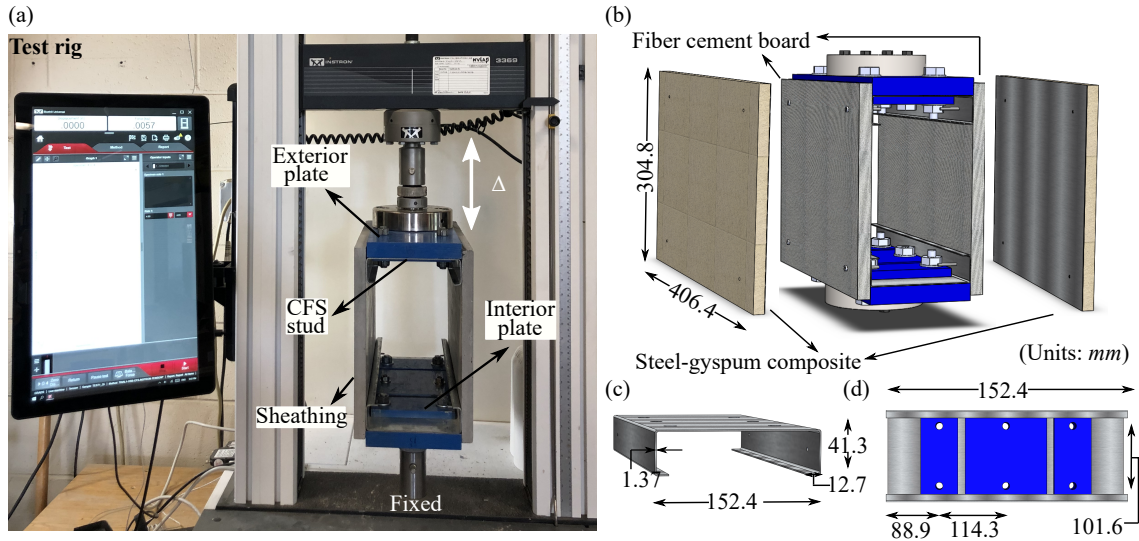 (a)
Test rig
INSTRON
3369
0000
0057
Exterior
plate
Δ
CFS
stud
Interior
plate
Sheathing
Fixed
(b)
Fiber cement board
304.8
406.4
Steel-gyspum composite
(Units: mm)
(c)
1.37
41.3
12.7
152.4
(d)
152.4
88.9
114.3
101.6